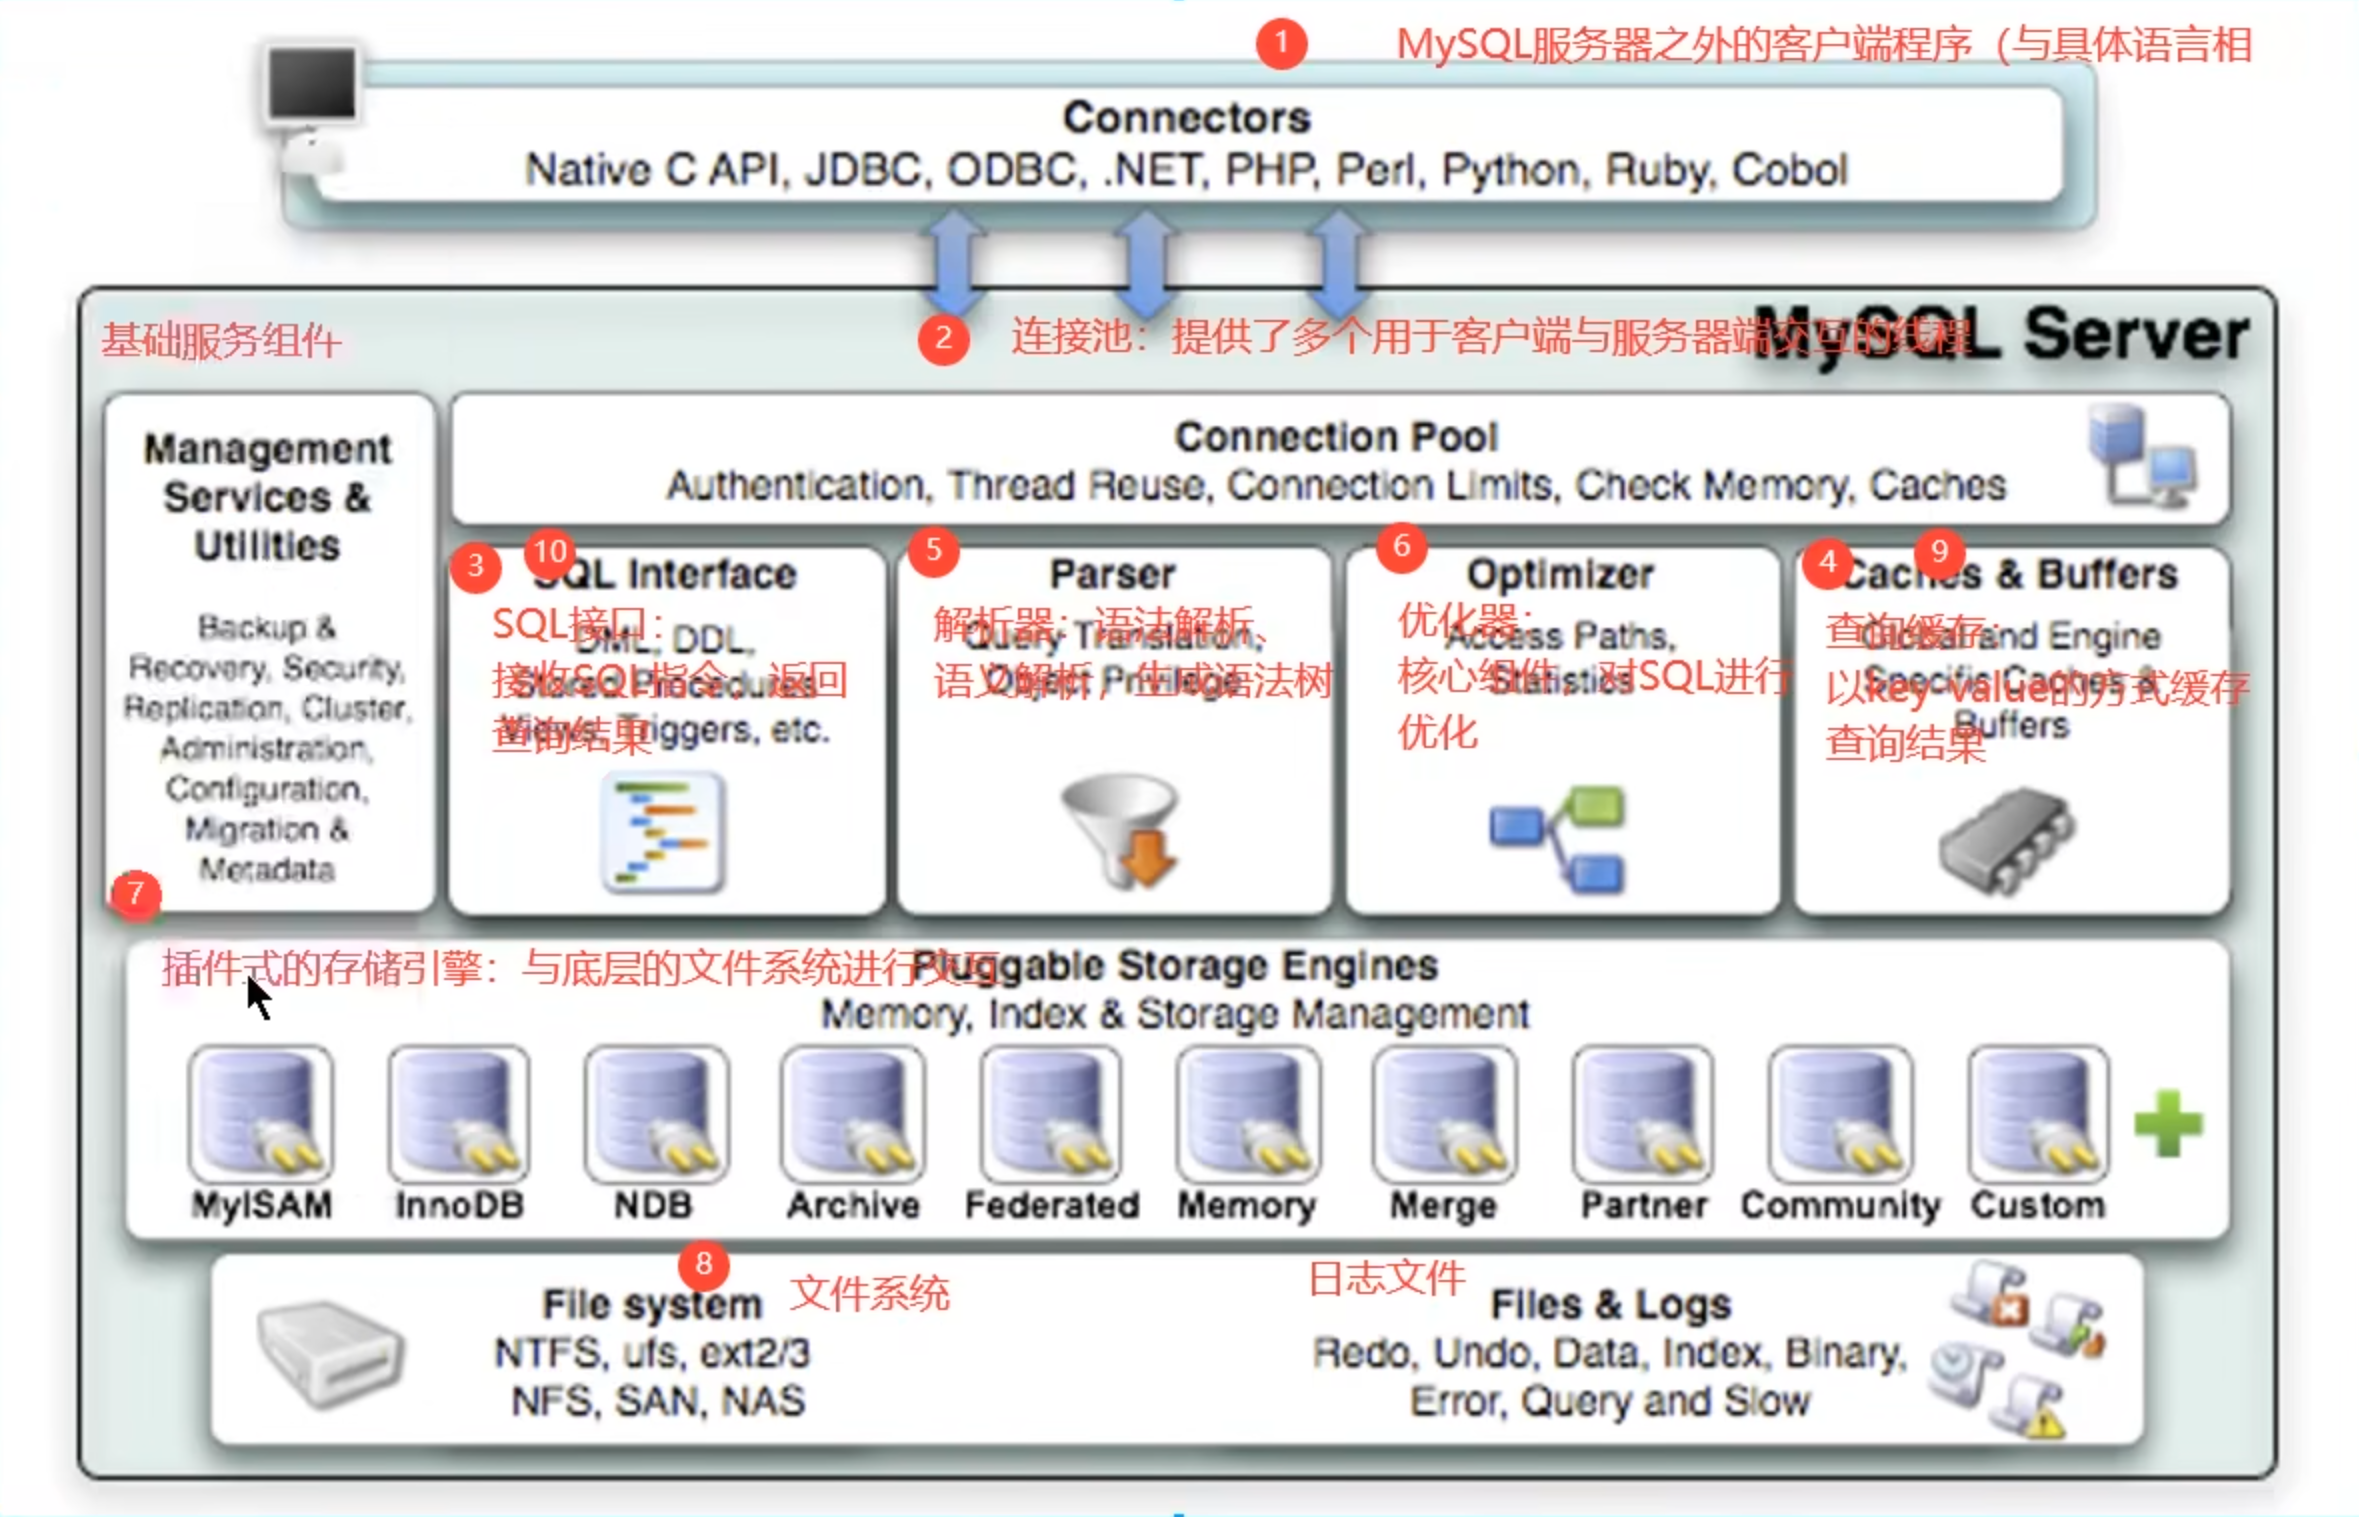 1 MySQL服务器之外的客户端程序（与具体语言相
Connectors
Native C API, JDBC, ODBC, .NET, PHP, Perl, Python, Ruby, Cobol
基础服务组件
2 连接池：提供了多个用于客户端与服务器端交互的线程
MySQL Server
Management
Services &
Utilities
Backup &
Recovery, Security,
Replication, Cluster,
Administration,
Configuration,
Migration &
Metadata
Connection Pool
Authentication, Thread Reuse, Connection Limits, Check Memory, Caches
3 10
SQL Interface
SQL接口：
接收SQL指令，返回
查询结果
DML, DDL,
Stored Procedures
Views, Triggers, etc.
5
Parser
解析器：语法解析、
语义解析，生成语法树
Query Translation,
Object Privilege
6
Optimizer
优化器：
核心组件，对SQL进行
优化
Access Paths,
Statistics
4 9
Caches & Buffers
查询缓存：
以key-value的方式缓存
查询结果
Global and Engine
Specific Caches &
Buffers
7
插件式的存储引擎：与底层的文件系统进行交互
Pluggable Storage Engines
Memory, Index & Storage Management
MyISAM InnoDB NDB Archive Federated Memory Merge Partner Community Custom
8
File system
文件系统
NTFS, ufs, ext2/3
NFS, SAN, NAS
日志文件
Files & Logs
Redo, Undo, Data, Index, Binary,
Error, Query and Slow